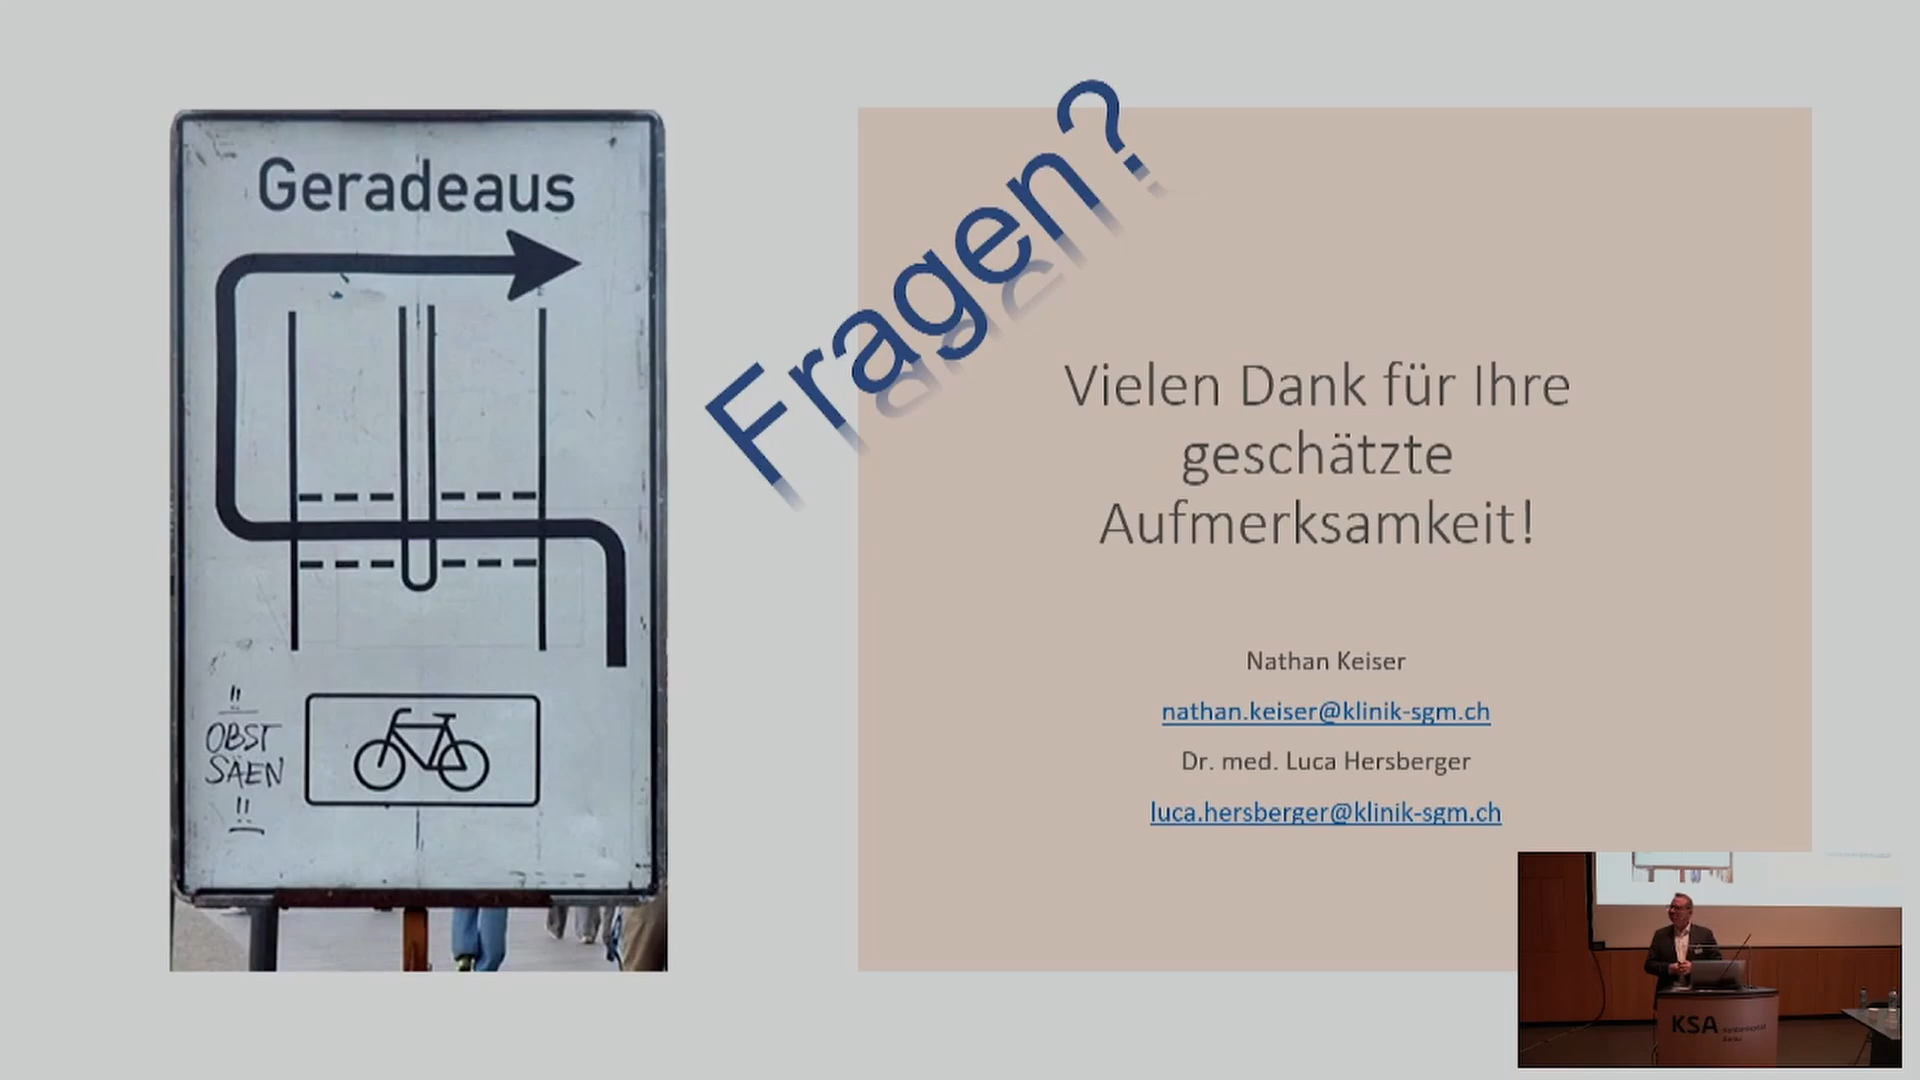 Geradeaus
!!
OBST
SÄEN
!!
Fragen?
Vielen Dank für Ihre
geschätzte
Aufmerksamkeit!
Nathan Keiser
nathan.keiser@klinik-sgm.ch
Dr. med. Luca Hersberger
luca.hersberger@klinik-sgm.ch
KSA